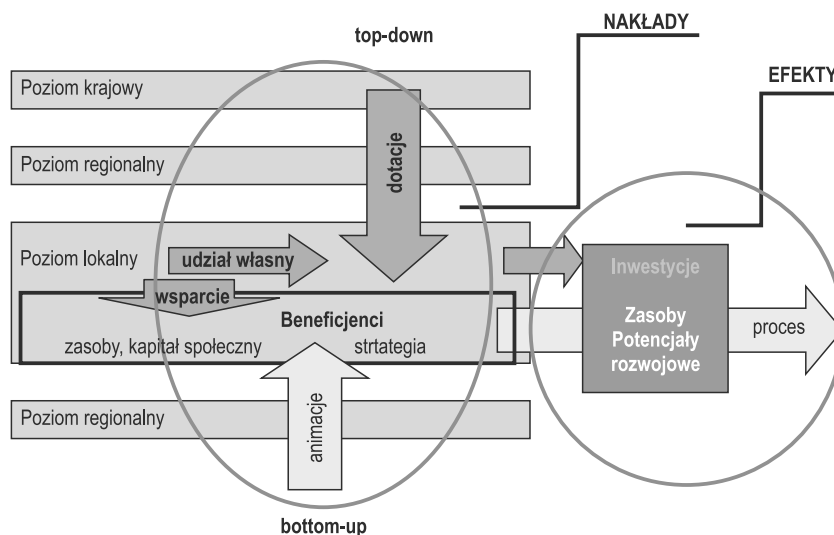 NAKŁADY
top-down
EFEKTY
Poziom krajowy
Poziom regionalny
dotacje
Poziom lokalny
udział własny
wsparcie
Inwestycje
Beneficjenci
zasoby, kapitał społeczny
strtategia
Zasoby
Potencjały
rozwojowe
proces
Poziom regionalny
animacje
bottom-up